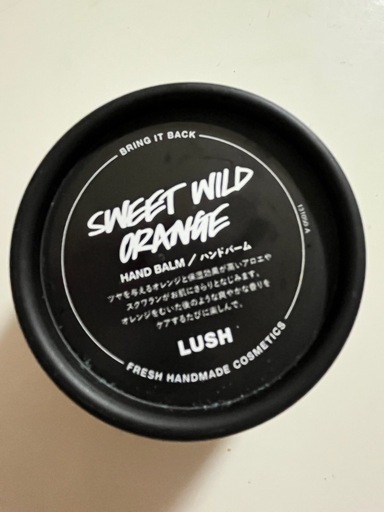 BRING IT BACK
SWEET WILD
ORANGE
HAND BALM / ハンドバーム
ツヤを与えるオレンジと保湿効果が高いアロエや
スクワランがお肌にさらりとなじみます。
オレンジをむいた後のような爽やかな香りを
ケアするたびに楽しんで。
LUSH
FRESH HANDMADE COSMETICS